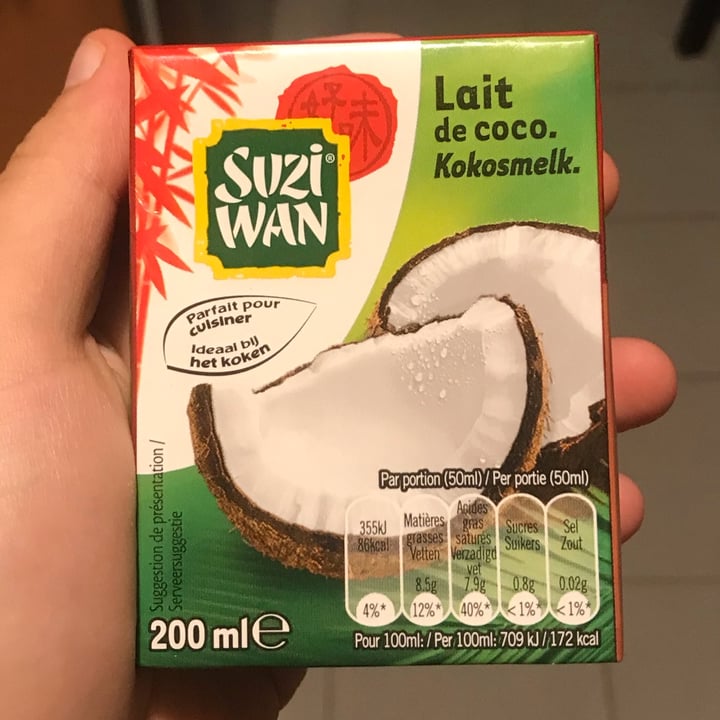 好味
SUZI®
WAN
Lait
de coco.
Kokosmelk.
Parfait pour
cuisiner
Ideaal bij
het koken
Suggestion de présentation /
Serveersuggestie
Par portion (50ml) / Per portie (50ml)
355kJ
86kcal
4%*
Matières
grasses
Vetten
8.5g
12%*
Acides
gras
saturés
Verzadigd
vet
7.9g
40%*
Sucres
Suikers
0.8g
<1%*
Sel
Zout
0.02g
<1%*
200 ml e
Pour 100ml: / Per 100ml: 709 kJ / 172 kcal